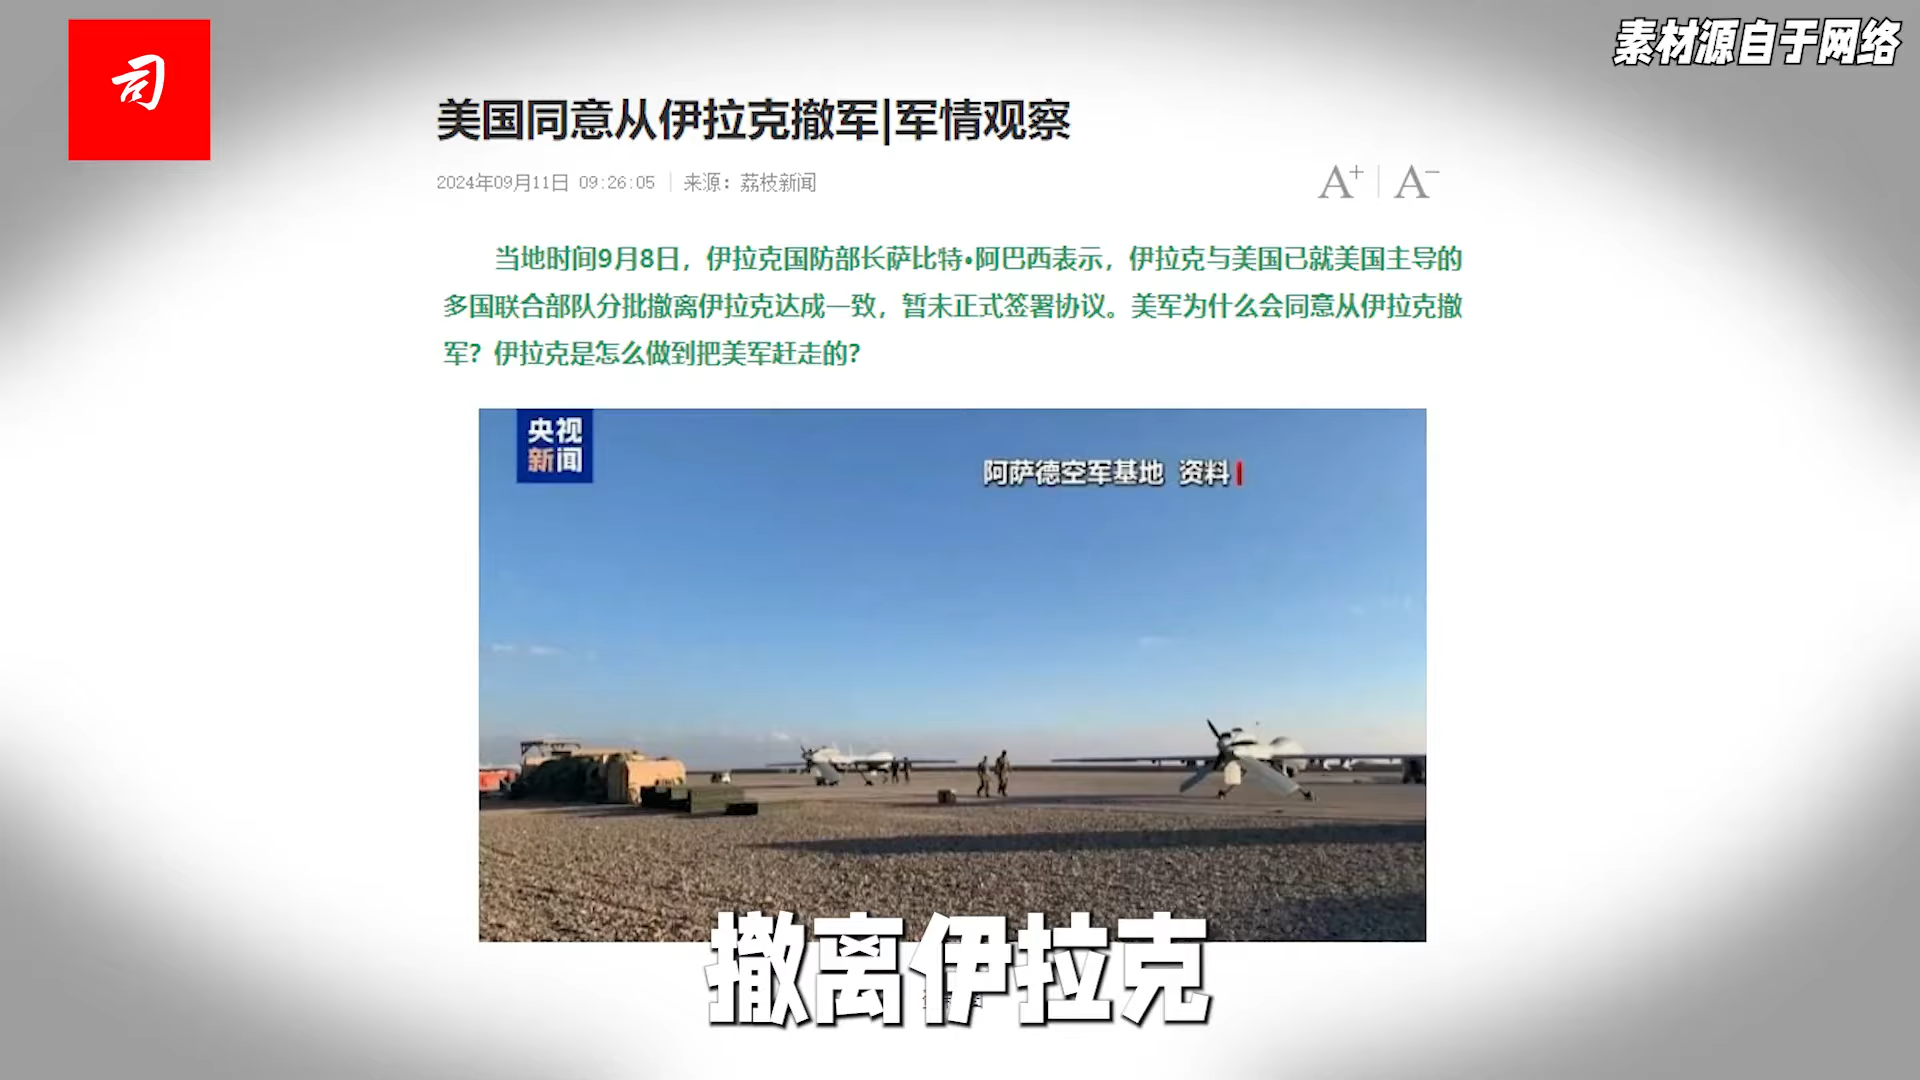 司
素材源自于网络
美国同意从伊拉克撤军|军情观察
2024年09月11日 09:26:05 | 来源：荔枝新闻
A+ | A-
当地时间9月8日，伊拉克国防部长萨比特·阿巴西表示，伊拉克与美国已就美国主导的
多国联合部队分批撤离伊拉克达成一致，暂未正式签署协议。美军为什么会同意从伊拉克撤
军？伊拉克是怎么做到把美军赶走的？
央视
新闻
阿萨德空军基地 资料
撤离伊拉克